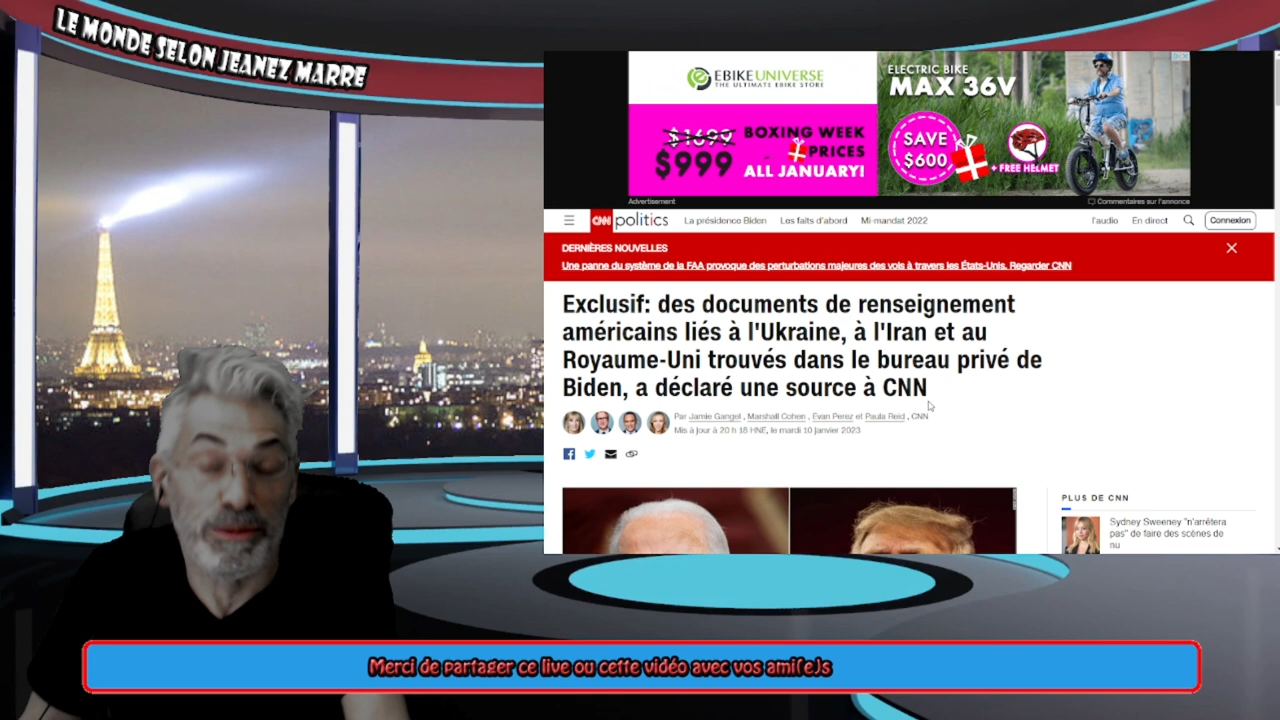 LE MONDE SELON JEANEZ MARRE
EBIKE UNIVERSE
THE ULTIMATE EBIKE STORE
$1699
$999
BOXING WEEK
PRICES
ALL JANUARY!
ELECTRIC BIKE
MAX 36V
SAVE
$600
+ FREE HELMET
Advertisement
Commentaires sur l'annonce
CNN politics
La présidence Biden
Les faits d'abord
Mi-mandat 2022
l'audio
En direct
Connexion
DERNIÈRES NOUVELLES
Une panne du système de la FAA provoque des perturbations majeures des vols à travers les États-Unis. Regarder CNN
Exclusif: des documents de renseignement
américains liés à l'Ukraine, à l'Iran et au
Royaume-Uni trouvés dans le bureau privé de
Biden, a déclaré une source à CNN
Par Jamie Gangel , Marshall Cohen , Evan Perez et Paula Reid , CNN
Mis à jour à 20 h 18 HNE, le mardi 10 janvier 2023
PLUS DE CNN
Sydney Sweeney "n'arrêtera
pas" de faire des scènes de
nu
Merci de partager ce live ou cette vidéo avec vos ami(e)s